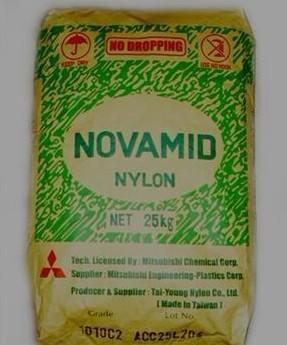 NO DROPPING
KEEP DRY
USE NO HOOK
NOVAMID
NYLON
NET 25kg
Tech. Licensed By : Mitsubishi Chemical Corp.
Supplier : Mitsubishi Engineering-Plastics Corp.
Producer & Supplier : Tai-Young Nylon Co., Ltd.
( Made in Taiwan )
Grade Lot No.
1010C2